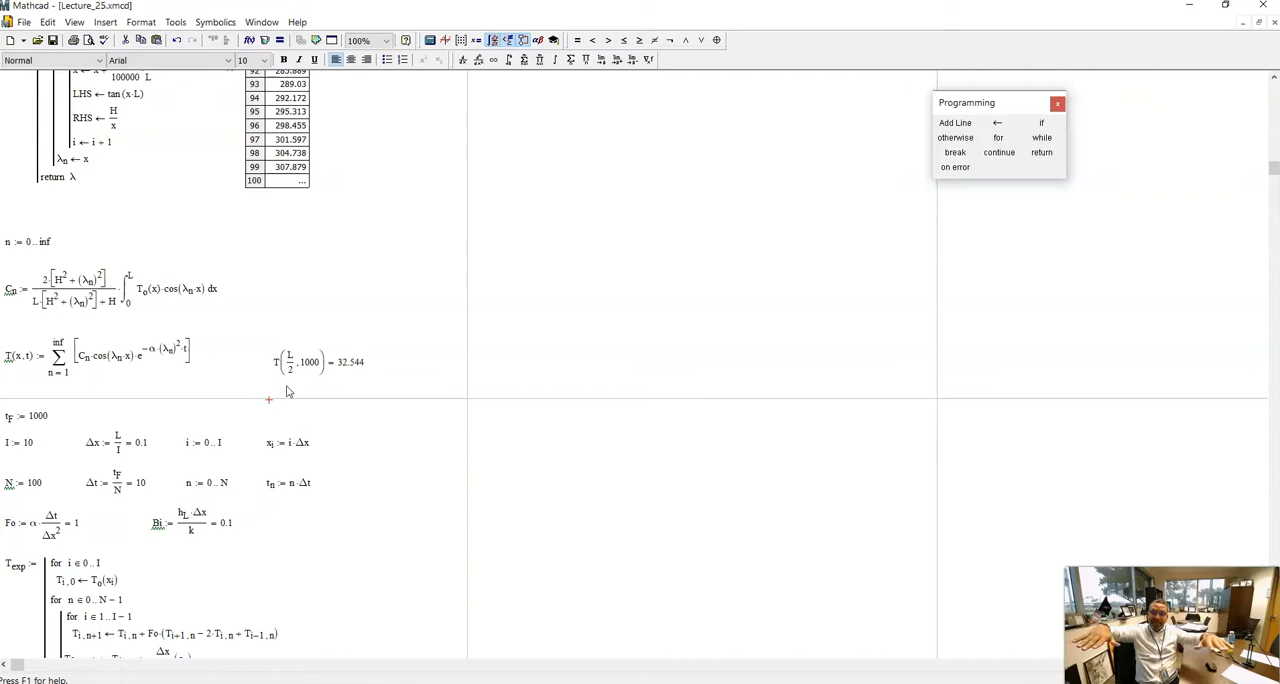 Mathcad - [Lecture_25.xmcd]
File Edit View Insert Format Tools Symbolics Window Help
100%
= < > ≤ ≥ ≠ ¬ ∧ ∨ ⊕
Normal Arial 10 B I U
100000 L
LHS ← tan(x·L)
RHS ← H/x
i ← i + 1
λn ← x
return λ
93 289.03
94 292.172
95 295.313
96 298.455
97 301.597
98 304.738
99 307.879
100 ...
Programming x
Add Line ← if
otherwise for while
break continue return
on error
n := 0 .. inf
Cn := 2·[H² + (λn)²] / L·[H² + (λn)²] + H · ∫₀ᴸ To(x)·cos(λn·x) dx
T(x,t) := ∑ n = 1 inf [Cn·cos(λn·x)·e^(−α·(λn)²·t)] T(L/2, 1000) = 32.544
tF := 1000
I := 10 Δx := L/I = 0.1 i := 0 .. I xi := i·Δx
N := 100 Δt := tF/N = 10 n := 0 .. N tn := n·Δt
Fo := α·Δt/Δx² = 1 Bi := hL·Δx/k = 0.1
Texp := for i ∈ 0 .. I
Ti,0 ← To(xi)
for n ∈ 0 .. N − 1
for i ∈ 1 .. I − 1
Ti,n+1 ← Ti,n + Fo·(Ti+1,n − 2·Ti,n + Ti−1,n)
Δx
Press F1 for help.